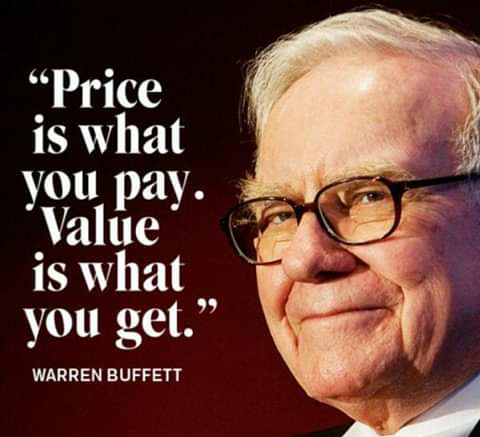 “Price
is what
you pay.
Value
is what
you get.”
WARREN BUFFETT